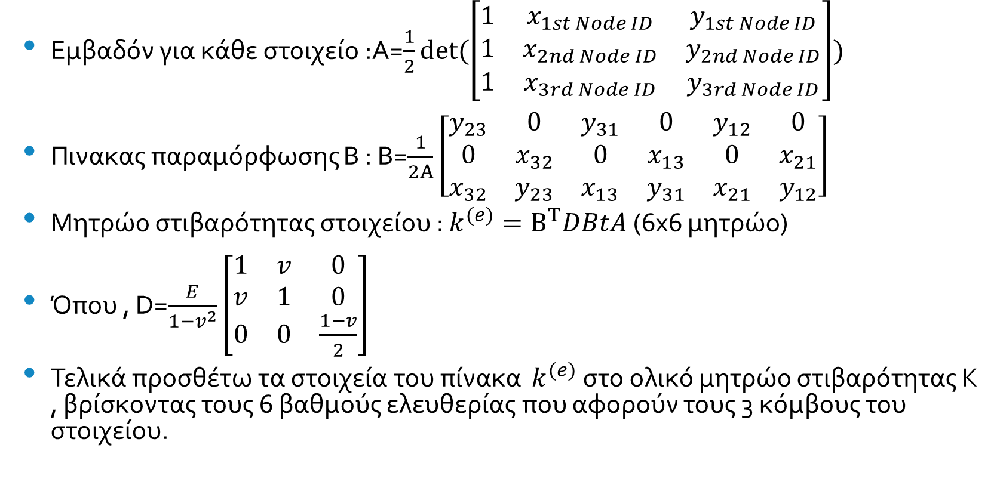 • Εμβαδόν για κάθε στοιχείο :A=\frac{1}{2} det(\begin{bmatrix} 1 & x_{1st Node ID} & y_{1st Node ID} \\ 1 & x_{2nd Node ID} & y_{2nd Node ID} \\ 1 & x_{3rd Node ID} & y_{3rd Node ID} \end{bmatrix})
• Πινακας παραμόρφωσης Β : Β=\frac{1}{2A} \begin{bmatrix} y_{23} & 0 & y_{31} & 0 & y_{12} & 0 \\ 0 & x_{32} & 0 & x_{13} & 0 & x_{21} \\ x_{32} & y_{23} & x_{13} & y_{31} & x_{21} & y_{12} \end{bmatrix}
• Μητρώο στιβαρότητας στοιχείου : k^{(e)} = B^T DBtA (6x6 μητρώο)
• Όπου , D=\frac{E}{1-v^2} \begin{bmatrix} 1 & v & 0 \\ v & 1 & 0 \\ 0 & 0 & \frac{1-v}{2} \end{bmatrix}
• Τελικά προσθέτω τα στοιχεία του πίνακα k^{(e)} στο ολικό μητρώο στιβαρότητας Κ
, βρίσκοντας τους 6 βαθμούς ελευθερίας που αφορούν τους 3 κόμβους του
στοιχείου.